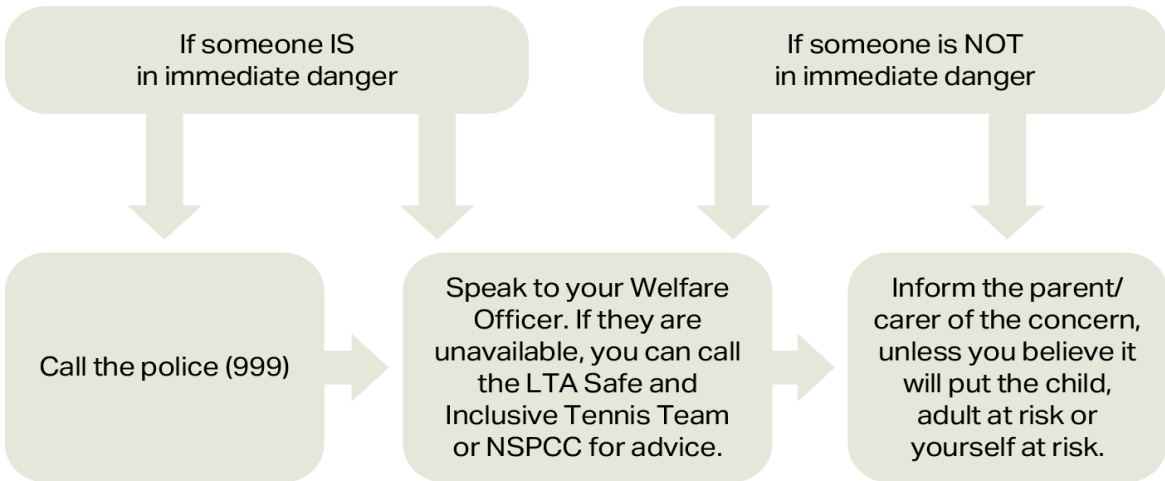 If someone IS
in immediate danger
If someone is NOT
in immediate danger
Call the police (999)
Speak to your Welfare
Officer. If they are
unavailable, you can call
the LTA Safe and
Inclusive Tennis Team
or NSPCC for advice.
Inform the parent/
carer of the concern,
unless you believe it
will put the child,
adult at risk or
yourself at risk.